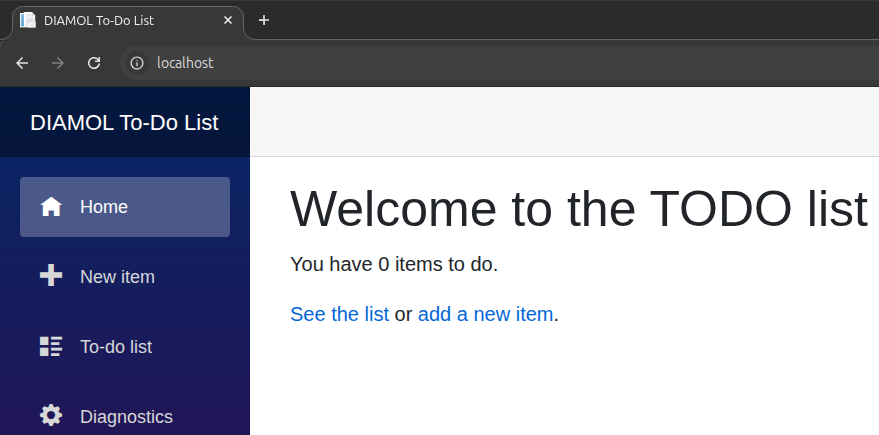 DIAMOL To-Do List
localhost
DIAMOL To-Do List
Home
New item
To-do list
Diagnostics
Welcome to the TODO list
You have 0 items to do.
See the list or add a new item.